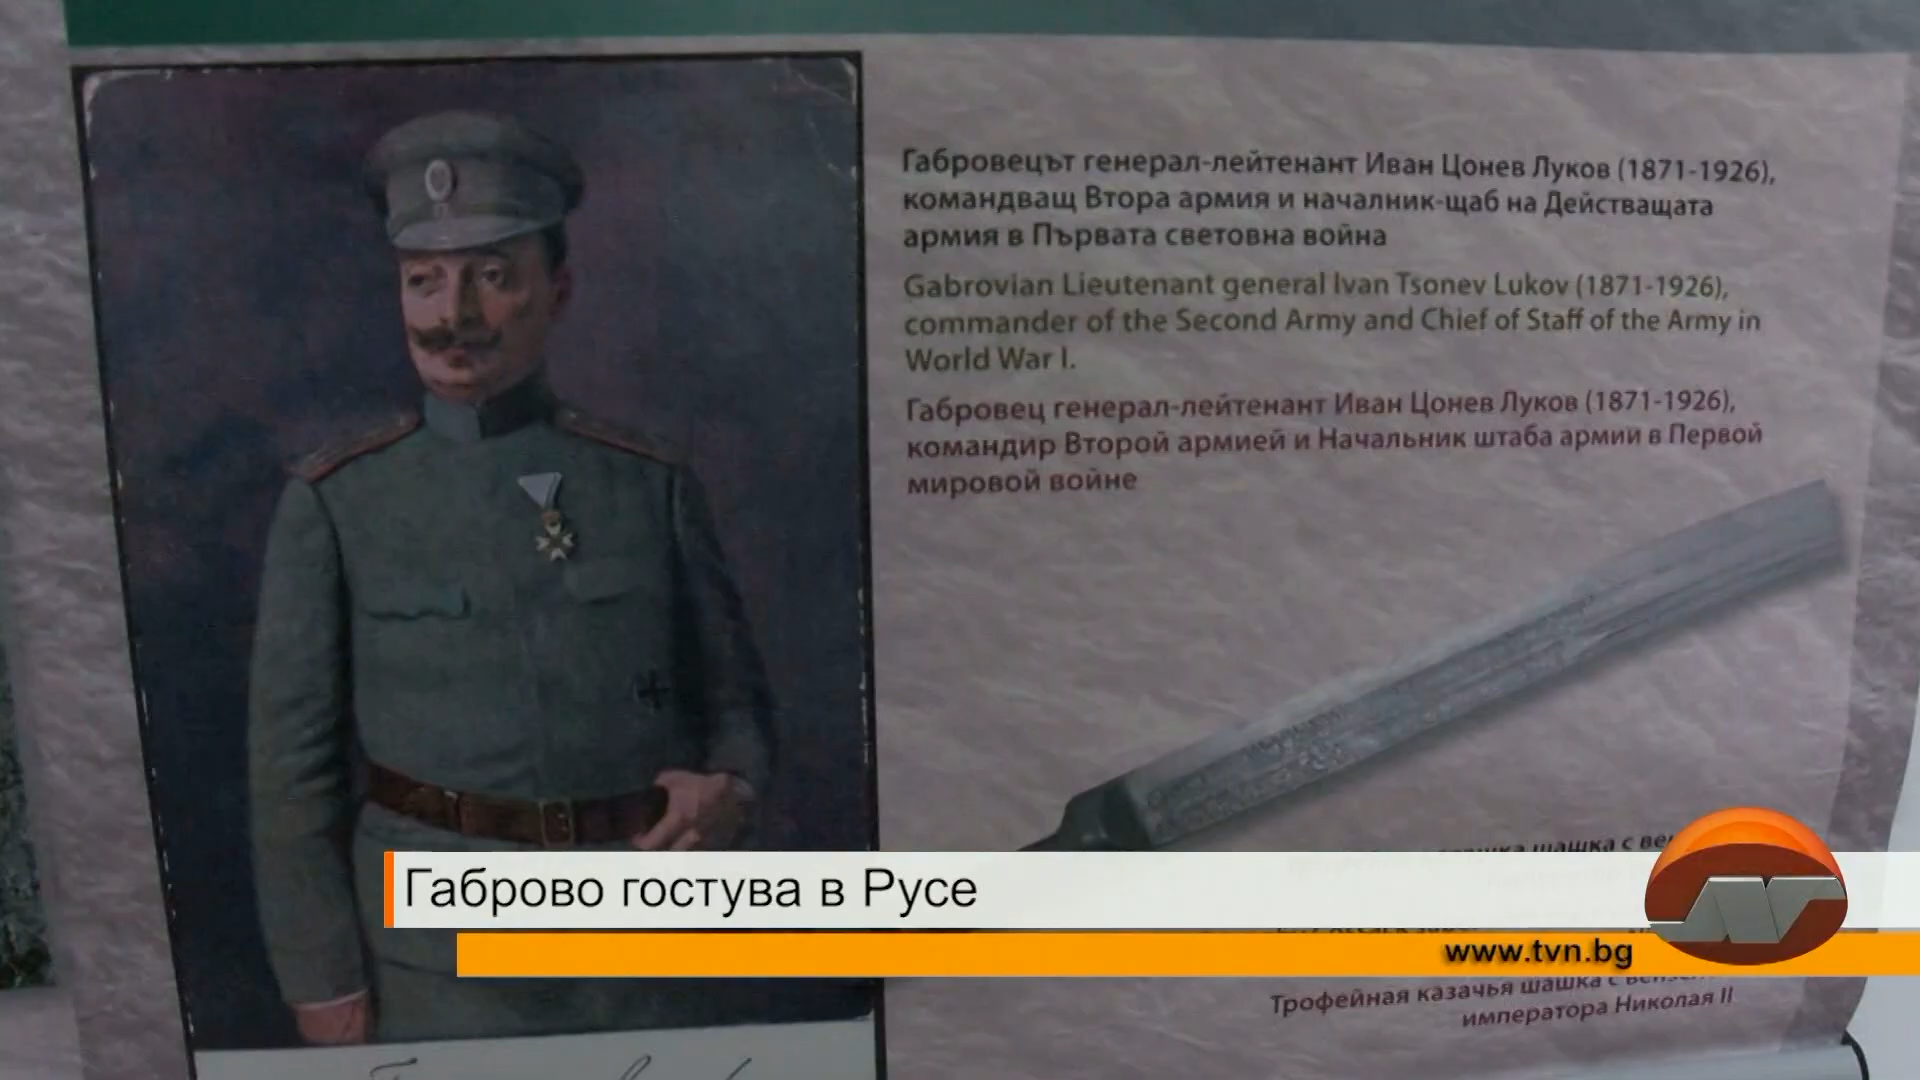 Габровецът генерал-лейтенант Иван Цонев Луков (1871-1926),
командващ Втора армия и началник-щаб на Действащата
армия в Първата световна война
Gabrovian Lieutenant general Ivan Tsonev Lukov (1871-1926),
commander of the Second Army and Chief of Staff of the Army in
World War I.
Габровец генерал-лейтенант Иван Цонев Луков (1871-1926),
командир Второй армией и Начальник штаба армии в Первой
мировой войне
шашка с
Габрово гостува в Русе
www.tvn.bg
Трофейная казачья шашка с
императора Николая II